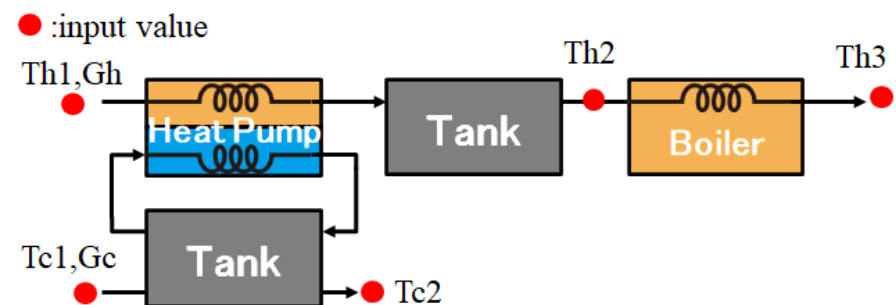 :input value
Th1,Gh
Th2
Th3
Heat Pump
Tank
Boiler
Tc1,Gc
Tank
Tc2